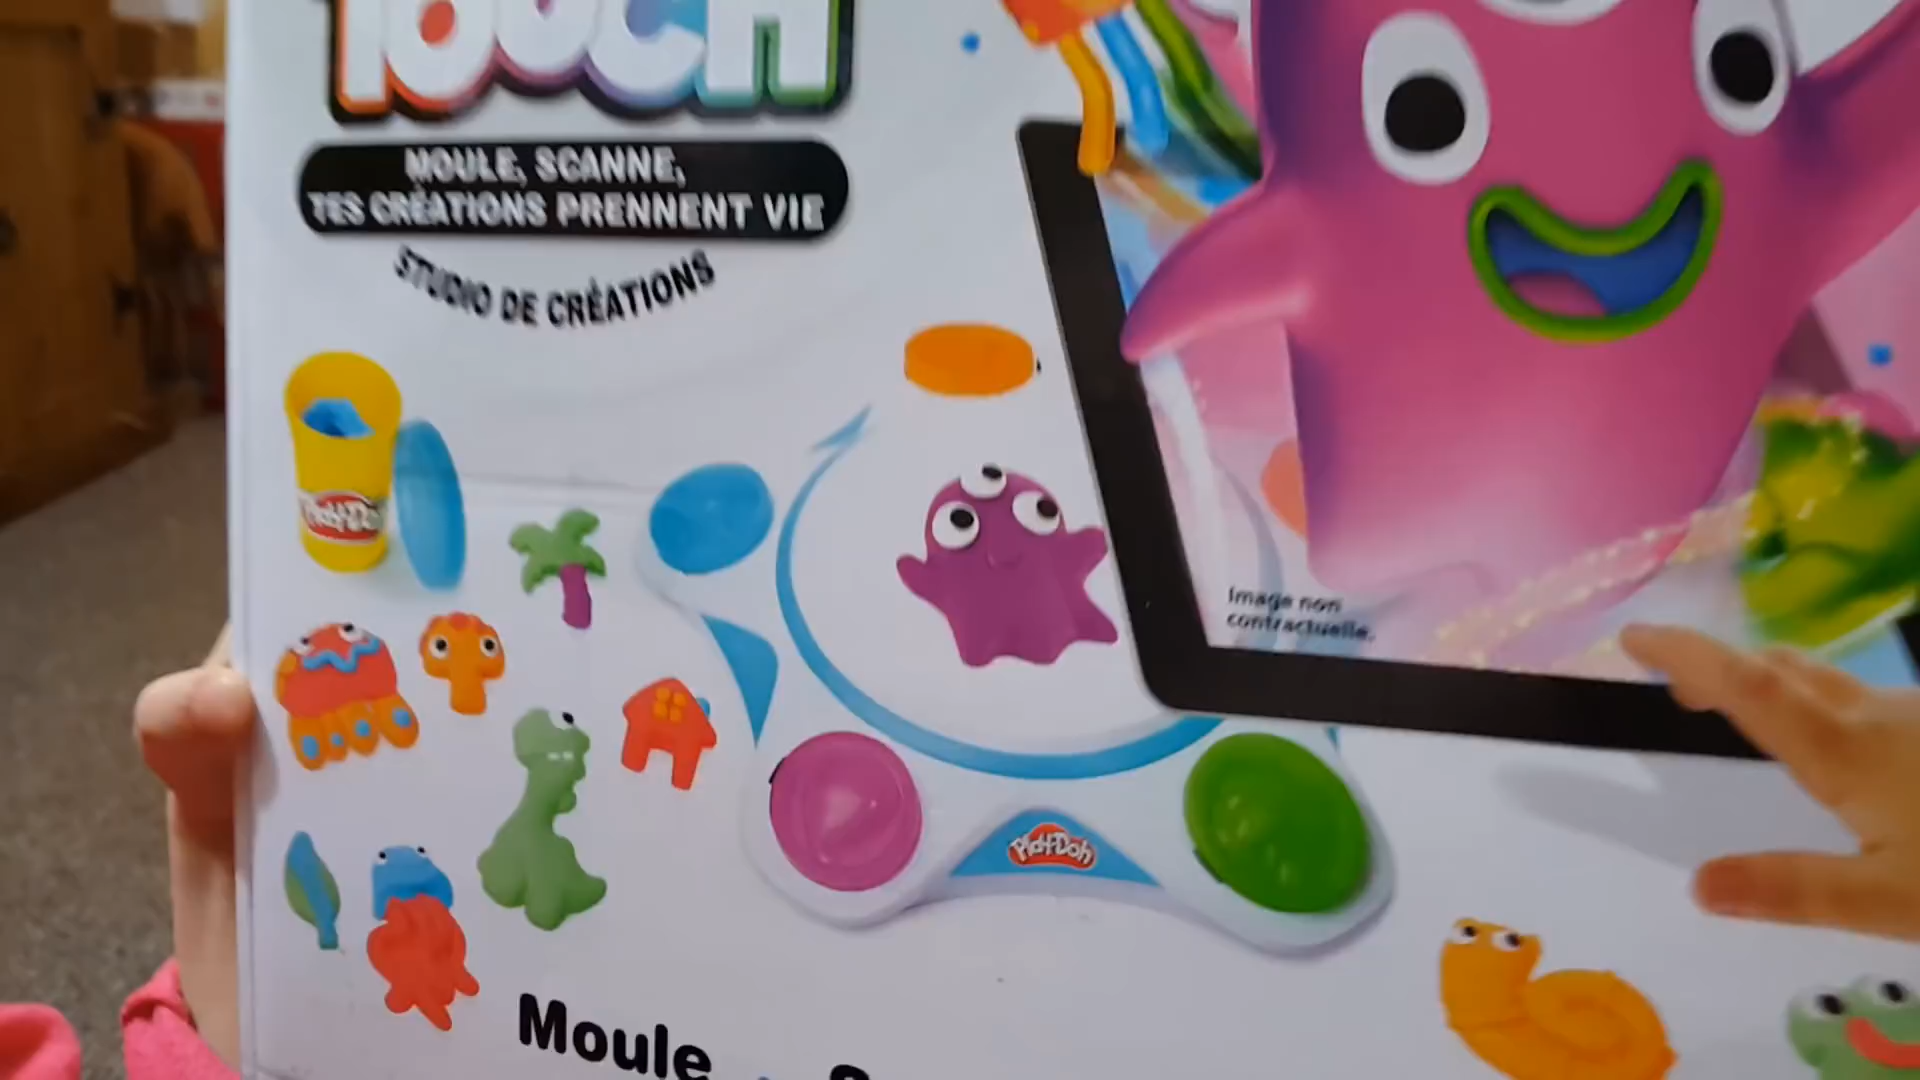 TOUCH
MOULE, SCANNE,
TES CRÉATIONS PRENNENT VIE
STUDIO DE CRÉATIONS
Play-Doh
Image non
contractuelle.
Play-Doh
Moule